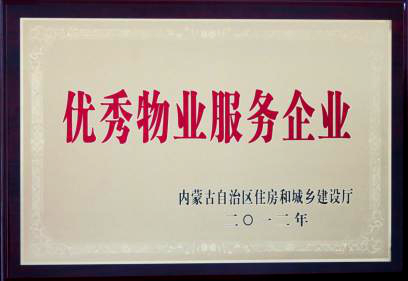 优秀物业服务企业
内蒙古自治区住房和城乡建设厅
二〇一二年